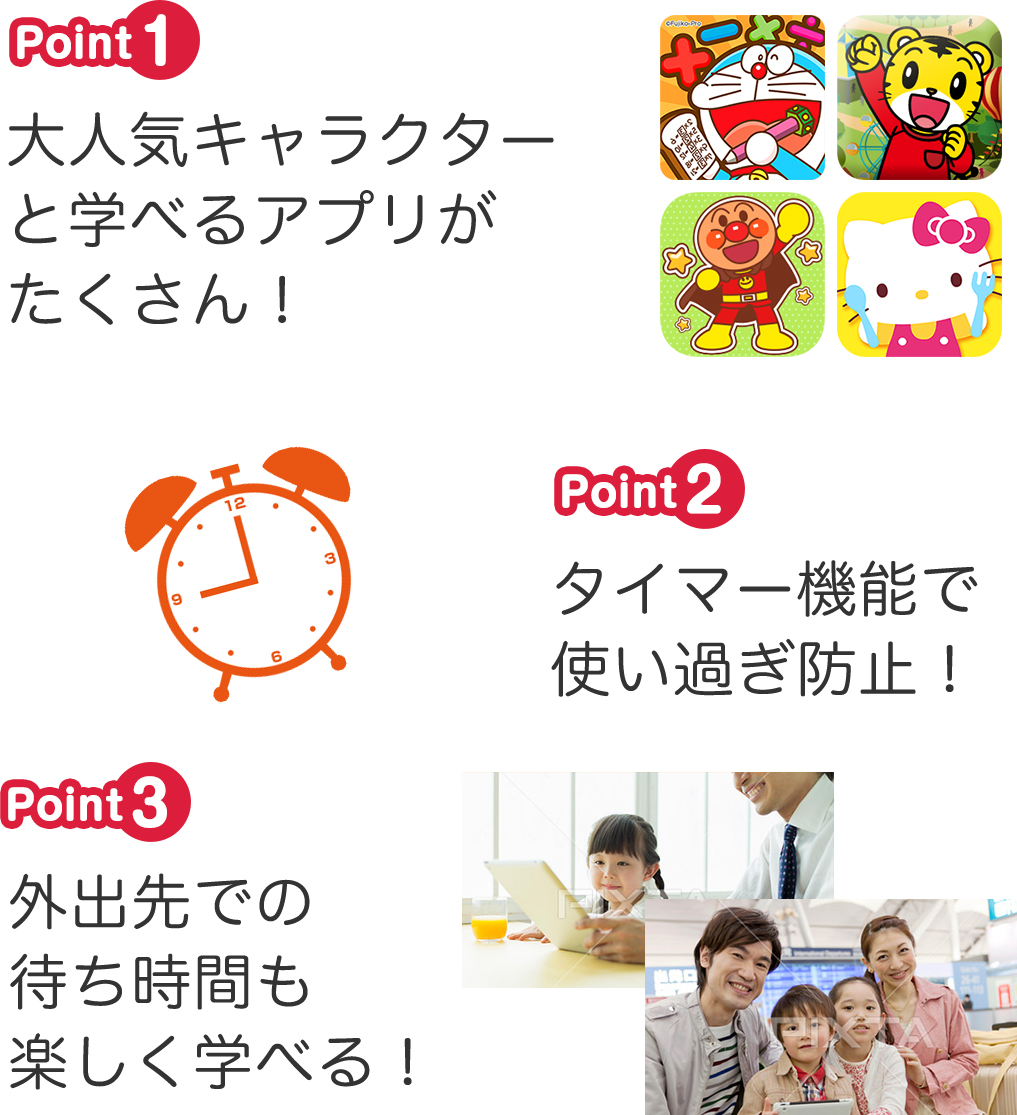 Point 1
大人気キャラクター
と学べるアプリが
たくさん！
©Fujiko-Pro
12
3
6
9
Point 2
タイマー機能で
使い過ぎ防止！
Point 3
外出先での
待ち時間も
楽しく学べる！
PIXTA
PIXTA